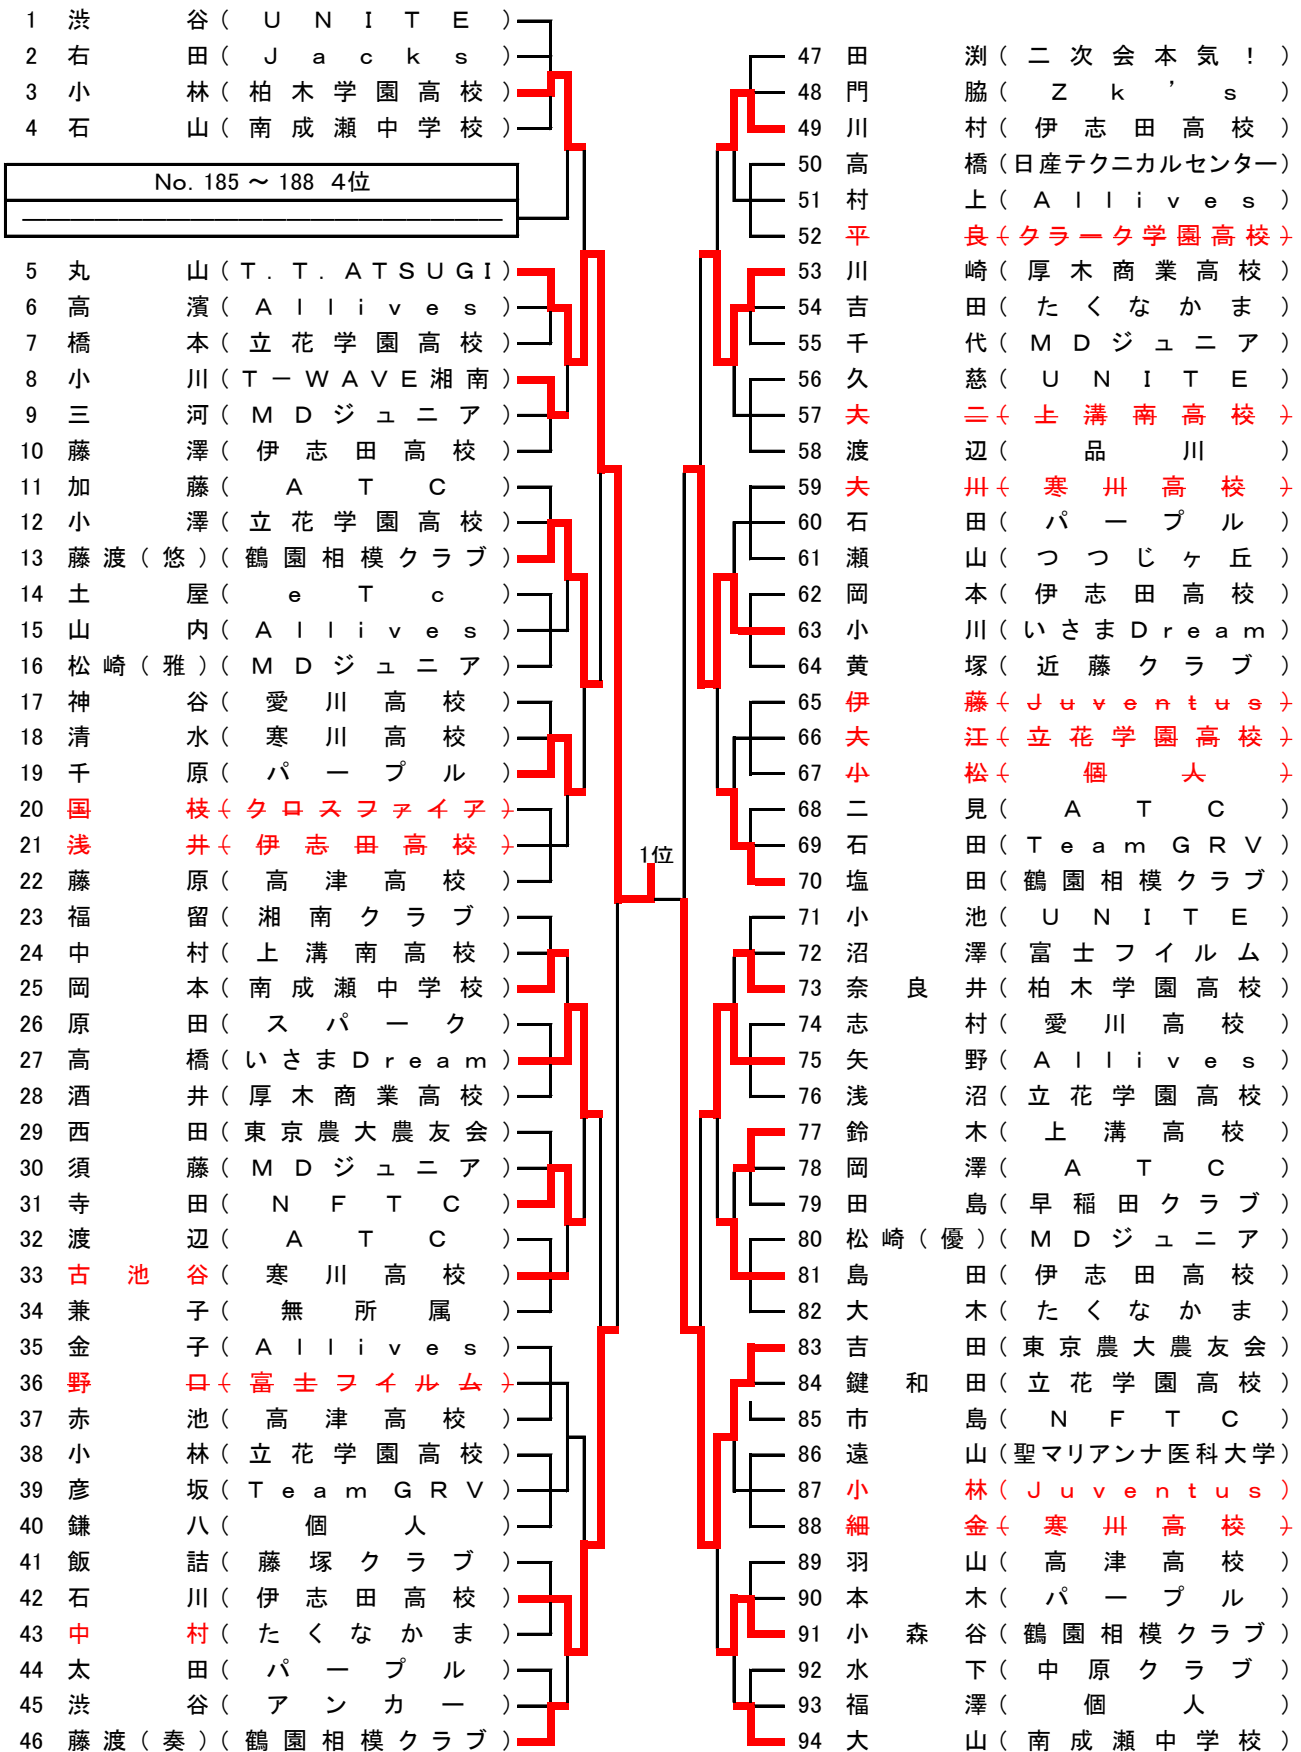 1 渋谷(UNITE)
2 右田(Jacks)
3 小林(柏木学園高校)
4 石山(南成瀬中学校)
No. 185 ～ 188 4位
5 丸山(T.T.ATSUGI)
6 高濱(Allives)
7 橋本(立花学園高校)
8 小川(T－WAVE湘南)
9 三河(MDジュニア)
10 藤澤(伊志田高校)
11 加藤(ATC)
12 小澤(立花学園高校)
13 藤渡(悠)(鶴園相模クラブ)
14 土屋(eTc)
15 山内(Allives)
16 松崎(雅)(MDジュニア)
17 神谷(愛川高校)
18 清水(寒川高校)
19 千原(パープル)
20 国枝(クロスファイア)
21 浅井(伊志田高校)
22 藤原(高津高校)
23 福留(湘南クラブ)
24 中村(上溝南高校)
25 岡本(南成瀬中学校)
26 原田(スパーク)
27 高橋(いさまDream)
28 酒井(厚木商業高校)
29 西田(東京農大農友会)
30 須藤(MDジュニア)
31 寺田(NFTC)
32 渡辺(ATC)
33 古池谷(寒川高校)
34 兼子(無所属)
35 金子(Allives)
36 野口(富士フイルム)
37 赤池(高津高校)
38 小林(立花学園高校)
39 彦坂(TeamGRV)
40 鎌八(個人)
41 飯詰(藤塚クラブ)
42 石川(伊志田高校)
43 中村(たくなかま)
44 太田(パープル)
45 渋谷(アンカー)
46 藤渡(奏)(鶴園相模クラブ)
1位
47 田渕(二次会本気!)
48 門脇(Zk’s)
49 川村(伊志田高校)
50 高橋(日産テクニカルセンター)
51 村上(Allives)
52 平良(クラーク学園高校)
53 川崎(厚木商業高校)
54 吉田(たくなかま)
55 千代(MDジュニア)
56 久慈(UNITE)
57 大二(上溝南高校)
58 渡辺(品川)
59 大川(寒川高校)
60 石田(パープル)
61 瀬山(つつじヶ丘)
62 岡本(伊志田高校)
63 小川(いさまDream)
64 黄塚(近藤クラブ)
65 伊藤(Juventus)
66 大江(立花学園高校)
67 小松(個人)
68 二見(ATC)
69 石田(TeamGRV)
70 塩田(鶴園相模クラブ)
71 小池(UNITE)
72 沼澤(富士フイルム)
73 奈良井(柏木学園高校)
74 志村(愛川高校)
75 矢野(Allives)
76 浅沼(立花学園高校)
77 鈴木(上溝高校)
78 岡澤(ATC)
79 田島(早稲田クラブ)
80 松崎(優)(MDジュニア)
81 島田(伊志田高校)
82 大木(たくなかま)
83 吉田(東京農大農友会)
84 鍵和田(立花学園高校)
85 市島(NFTC)
86 遠山(聖マリアンナ医科大学)
87 小林(Juventus)
88 細金(寒川高校)
89 羽山(高津高校)
90 本木(パープル)
91 小森谷(鶴園相模クラブ)
92 水下(中原クラブ)
93 福澤(個人)
94 大山(南成瀬中学校)